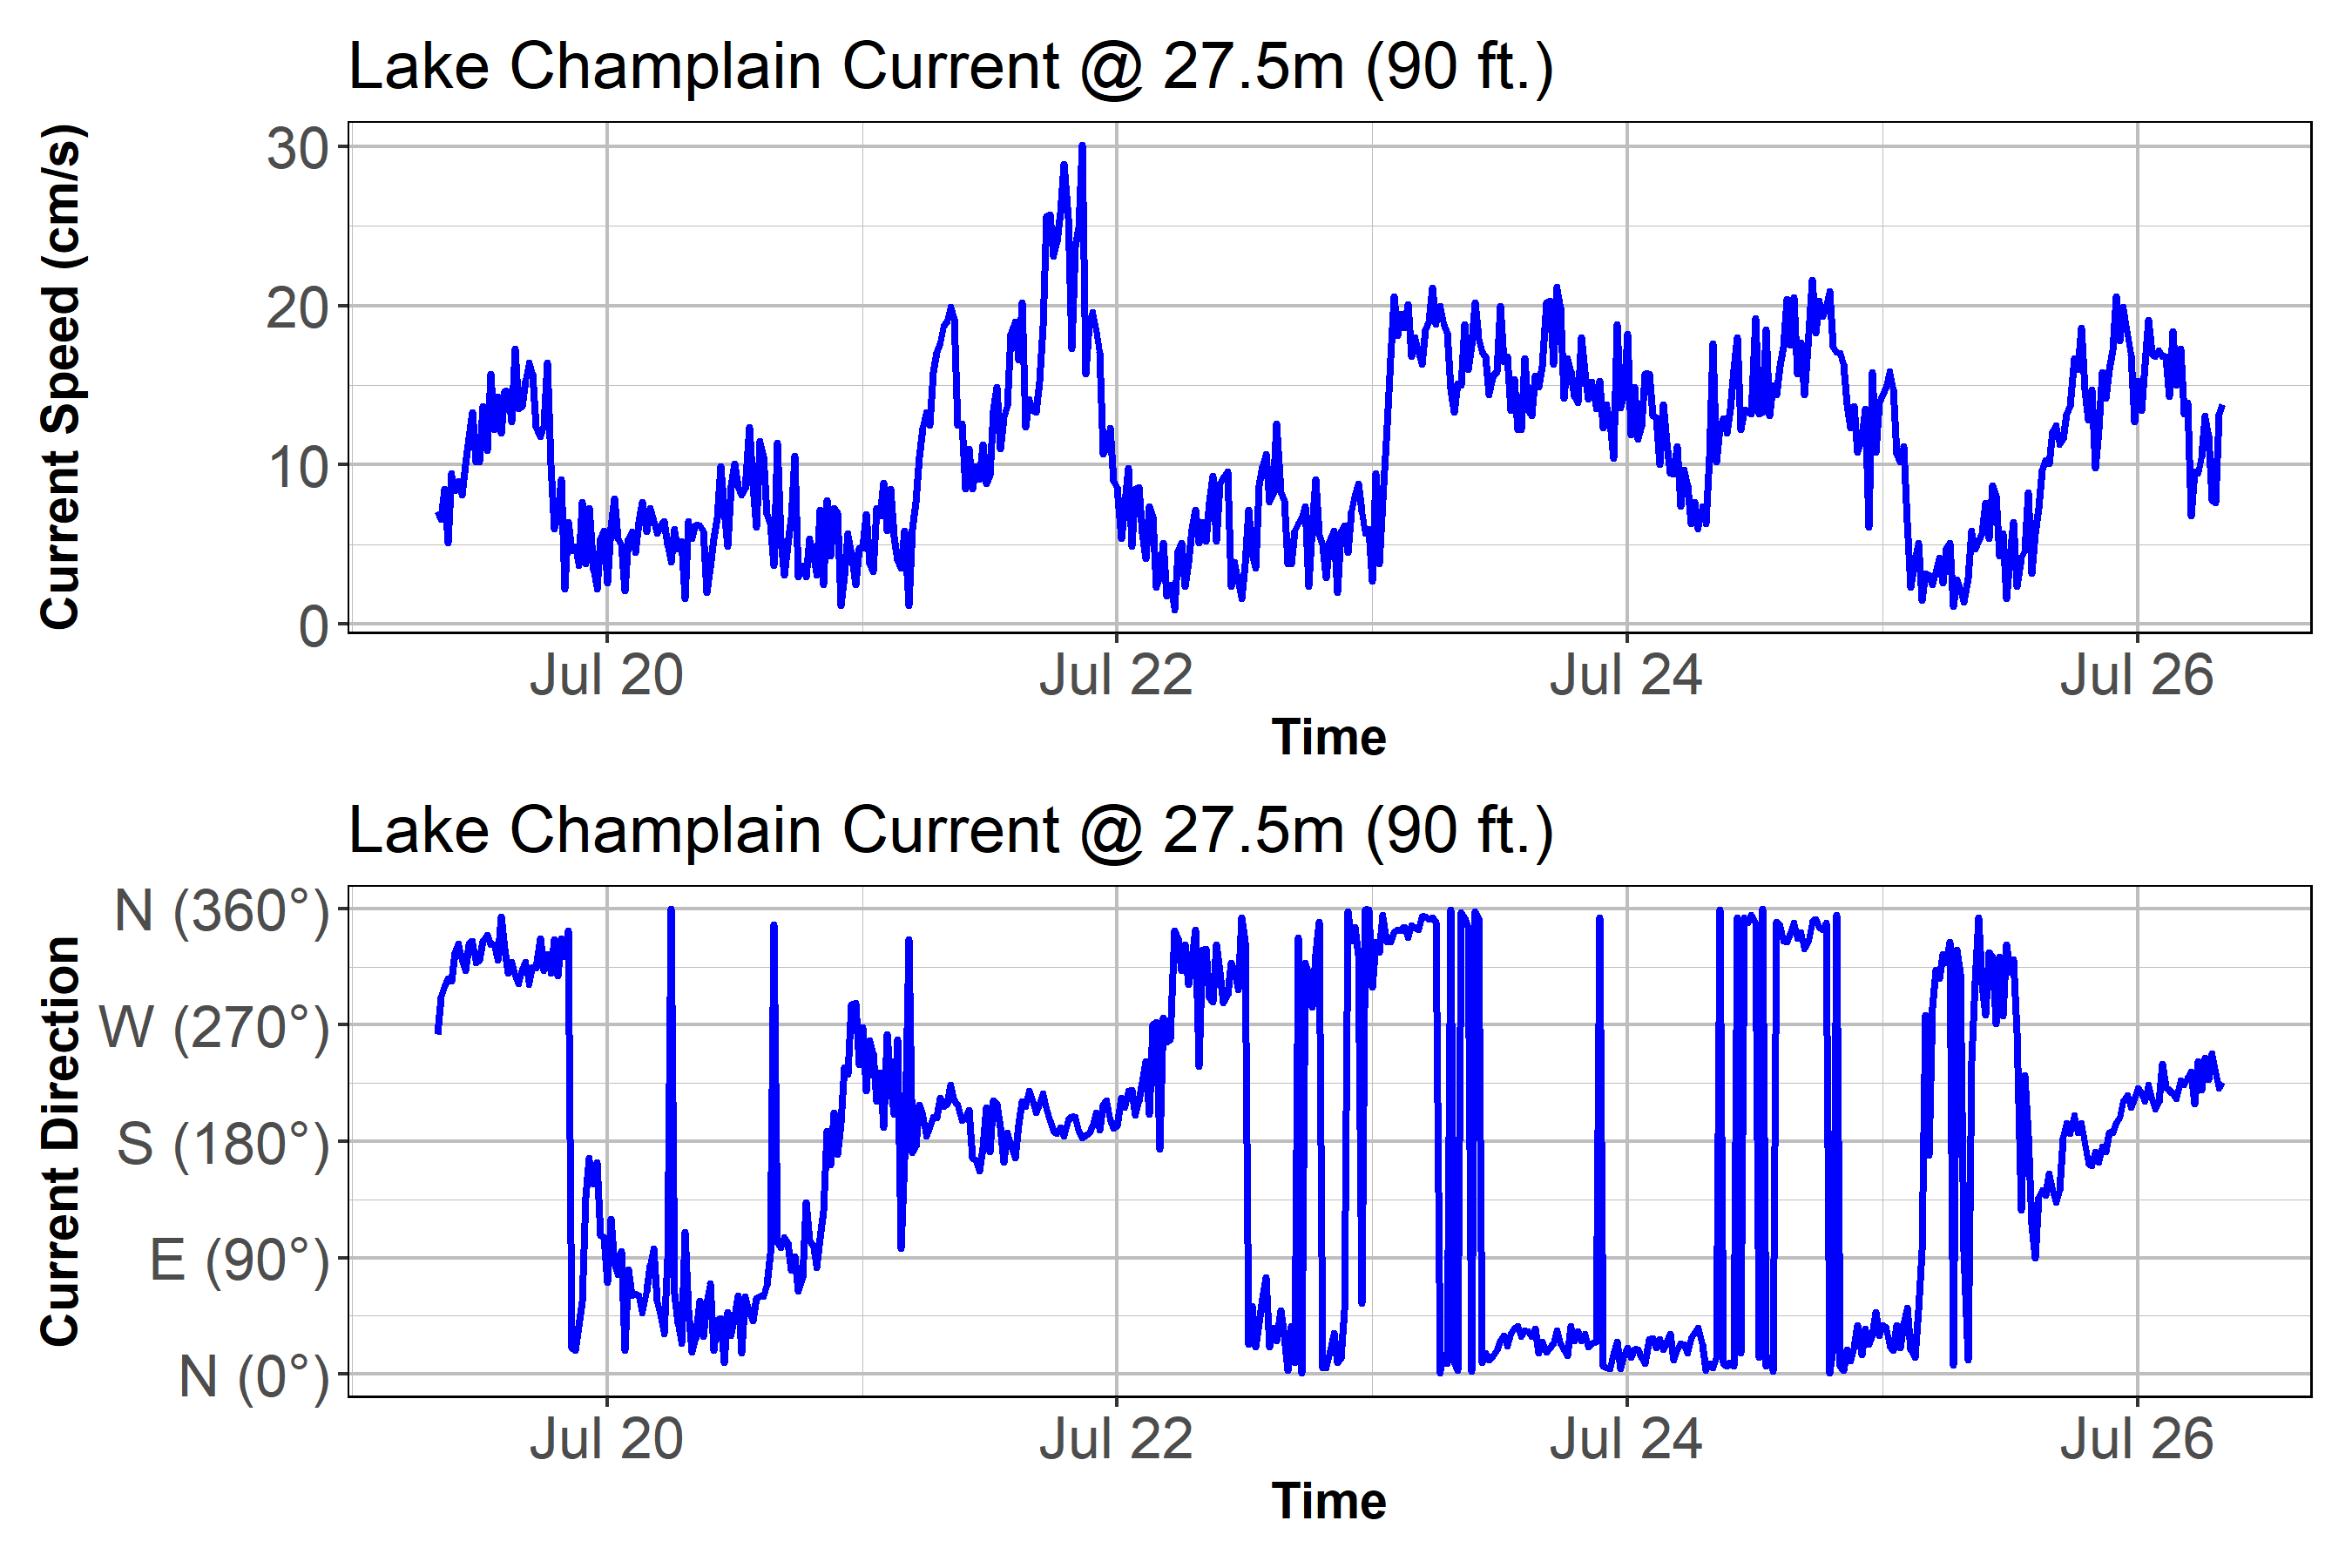 Lake Champlain Current @ 27.5m (90 ft.)
Current Speed (cm/s)
30
20
10
0
Jul 20 Jul 22 Jul 24 Jul 26
Time
Lake Champlain Current @ 27.5m (90 ft.)
Current Direction
N (360°)
W (270°)
S (180°)
E (90°)
N (0°)
Jul 20 Jul 22 Jul 24 Jul 26
Time